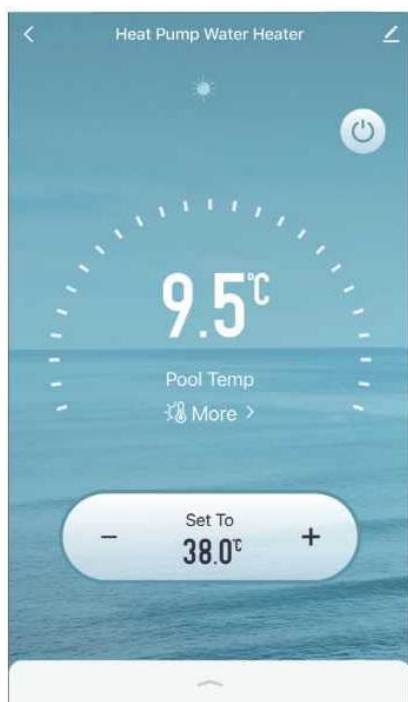 Heat Pump Water Heater
9.5℃
Pool Temp
More >
Set To
− 38.0℃ +